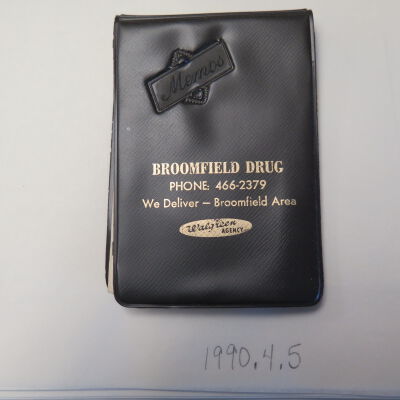 Memos
BROOMFIELD DRUG
PHONE: 466-2379
We Deliver — Broomfield Area
Walgreen
AGENCY
1990.4.5